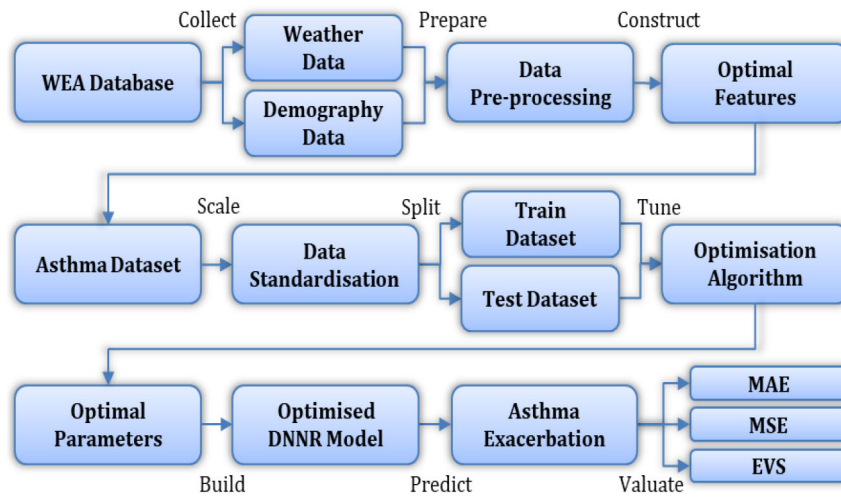 Collect
Prepare
Construct
WEA Database
Weather
Data
Demography
Data
Data
Pre-processing
Optimal
Features
Scale
Split
Tune
Asthma Dataset
Data
Standardisation
Train
Dataset
Test Dataset
Optimisation
Algorithm
Optimal
Parameters
Optimised
DNNR Model
Asthma
Exacerbation
MAE
MSE
EVS
Build
Predict
Valuate